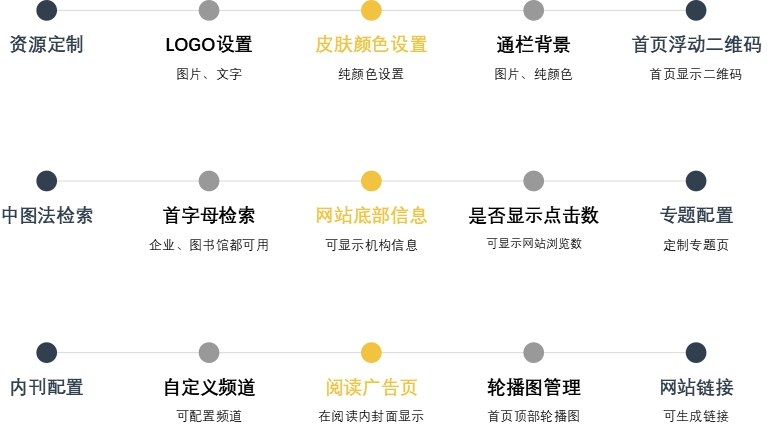 资源定制
LOGO设置
皮肤颜色设置
通栏背景
首页浮动二维码
图片、文字
纯颜色设置
图片、纯颜色
首页显示二维码
中图法检索
首字母检索
网站底部信息
是否显示点击数
专题配置
企业、图书馆都可用
可显示机构信息
可显示网站浏览数
定制专题页
内刊配置
自定义频道
阅读广告页
轮播图管理
网站链接
可配置频道
在阅读内封面显示
首页顶部轮播图
可生成链接